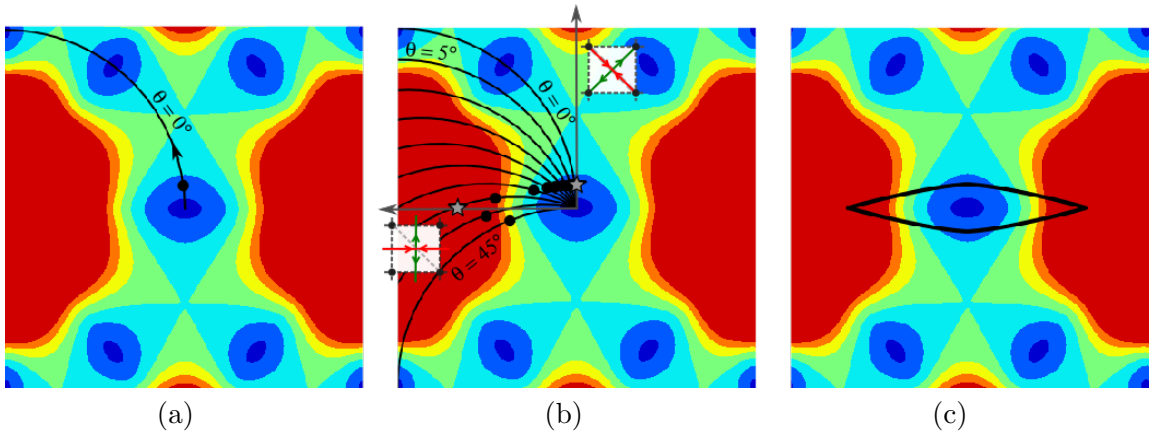 θ = 0°
θ = 5°
θ = 0°
θ = 45°
(a)
(b)
(c)